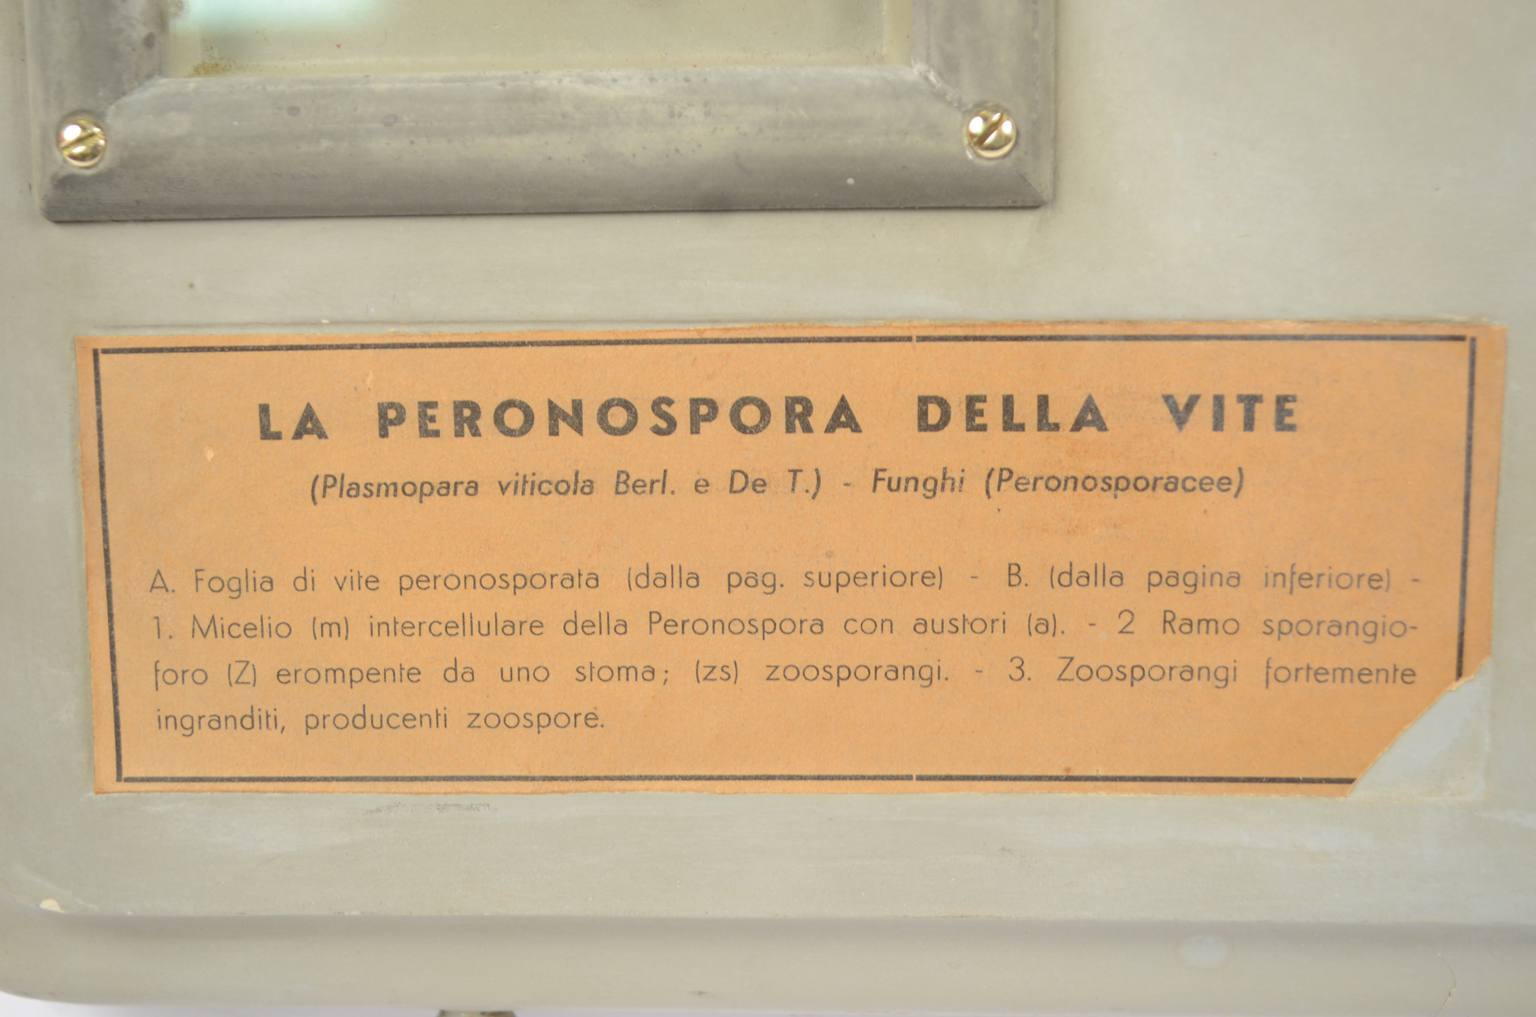 LA PERONOSPORA DELLA VITE
(Plasmopara viticola Berl. e De T.) - Funghi (Peronosporacee)
A. Foglia di vite peronosporata (dalla pag. superiore) - B. (dalla pagina inferiore) -
1. Micelio (m) intercellulare della Peronospora con austori (a). - 2 Ramo sporangio-
foro (Z) erompente da uno stoma; (zs) zoosporangi. - 3. Zoosporangi fortemente
ingranditi, producenti zoospore.